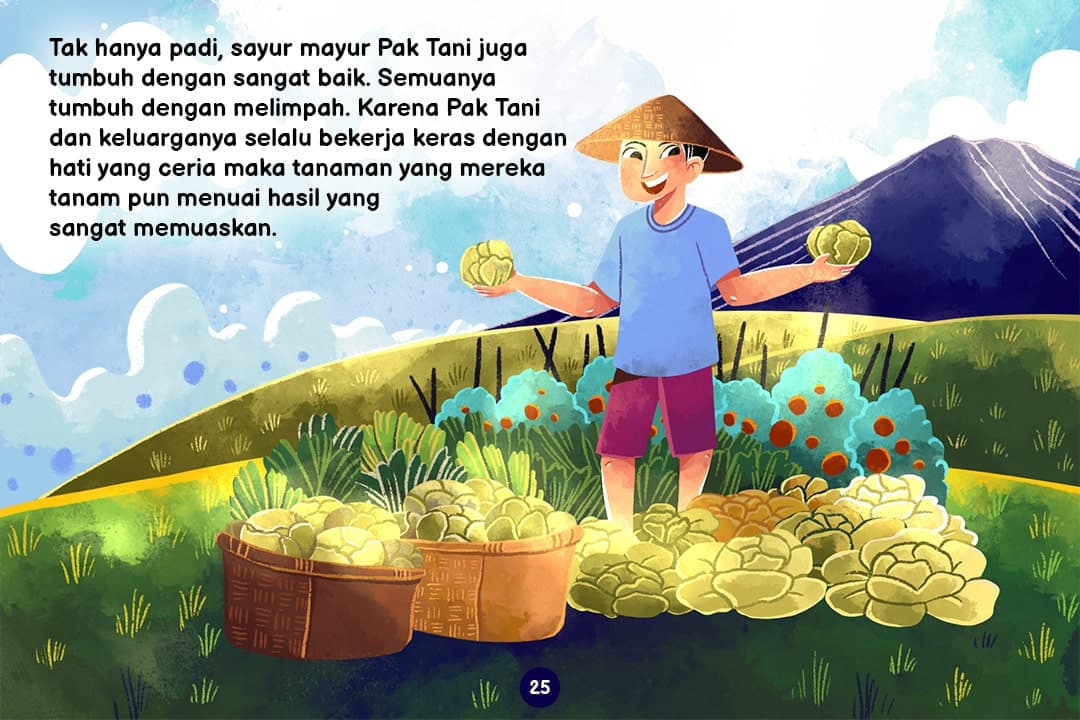 Tak hanya padi, sayur mayur Pak Tani juga
tumbuh dengan sangat baik. Semuanya
tumbuh dengan melimpah. Karena Pak Tani
dan keluarganya selalu bekerja keras dengan
hati yang ceria maka tanaman yang mereka
tanam pun menuai hasil yang
sangat memuaskan.
25